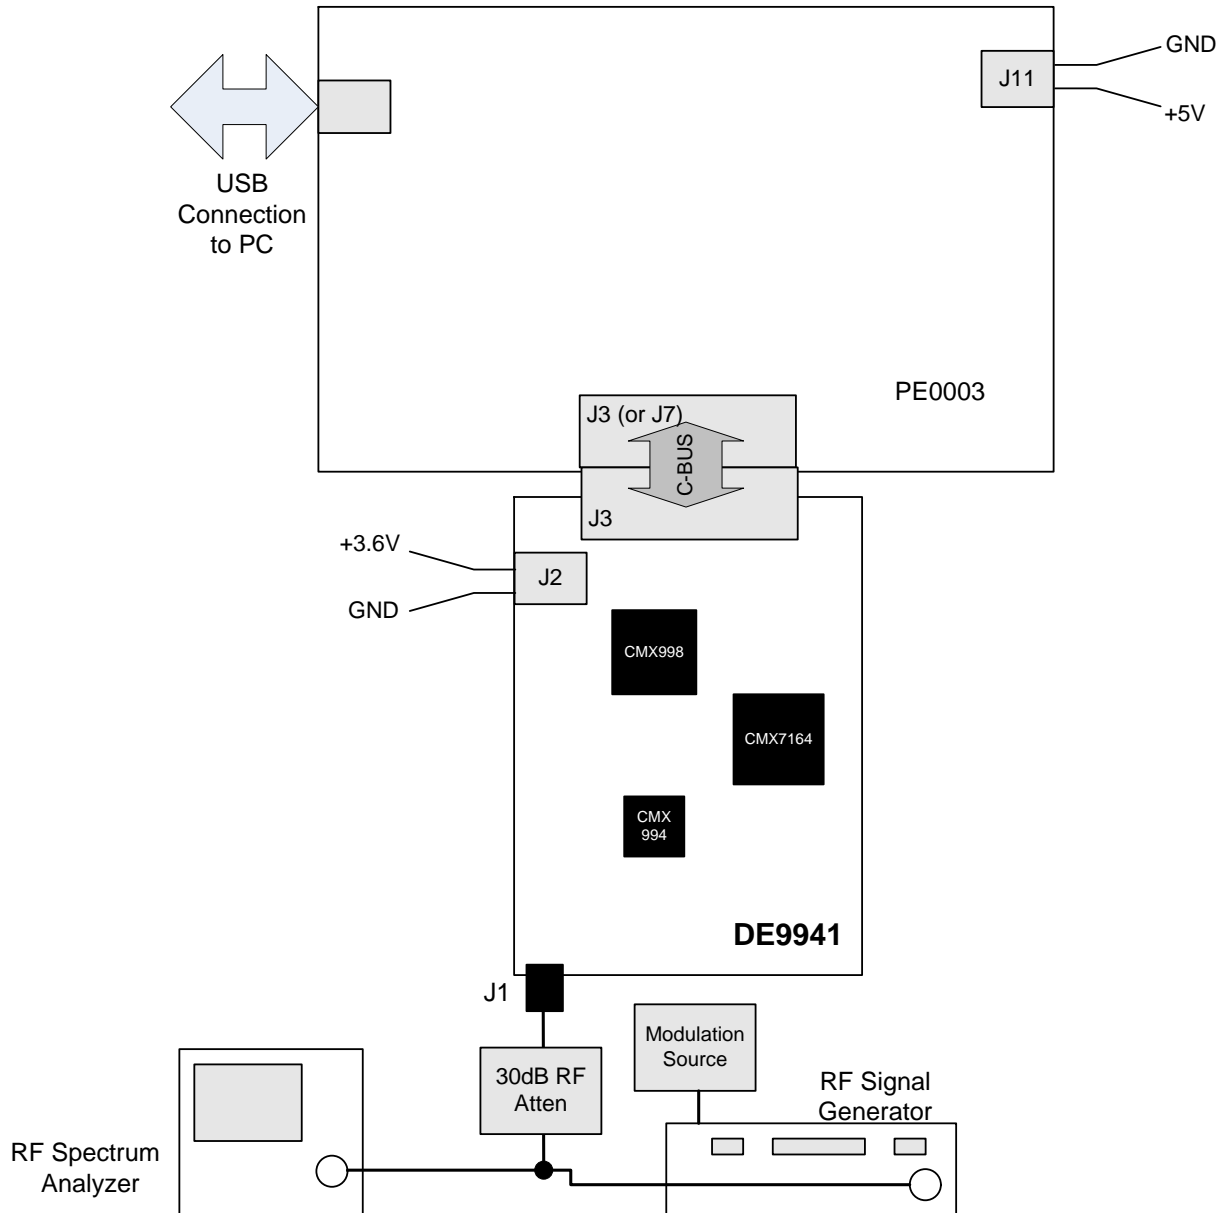 GND
J11
+5V
USB
Connection
to PC
PE0003
J3 (or J7)
C-BUS
J3
+3.6V
J2
GND
CMX998
CMX7164
CMX
994
DE9941
J1
Modulation
Source
30dB RF
Atten
RF Signal
Generator
RF Spectrum
Analyzer